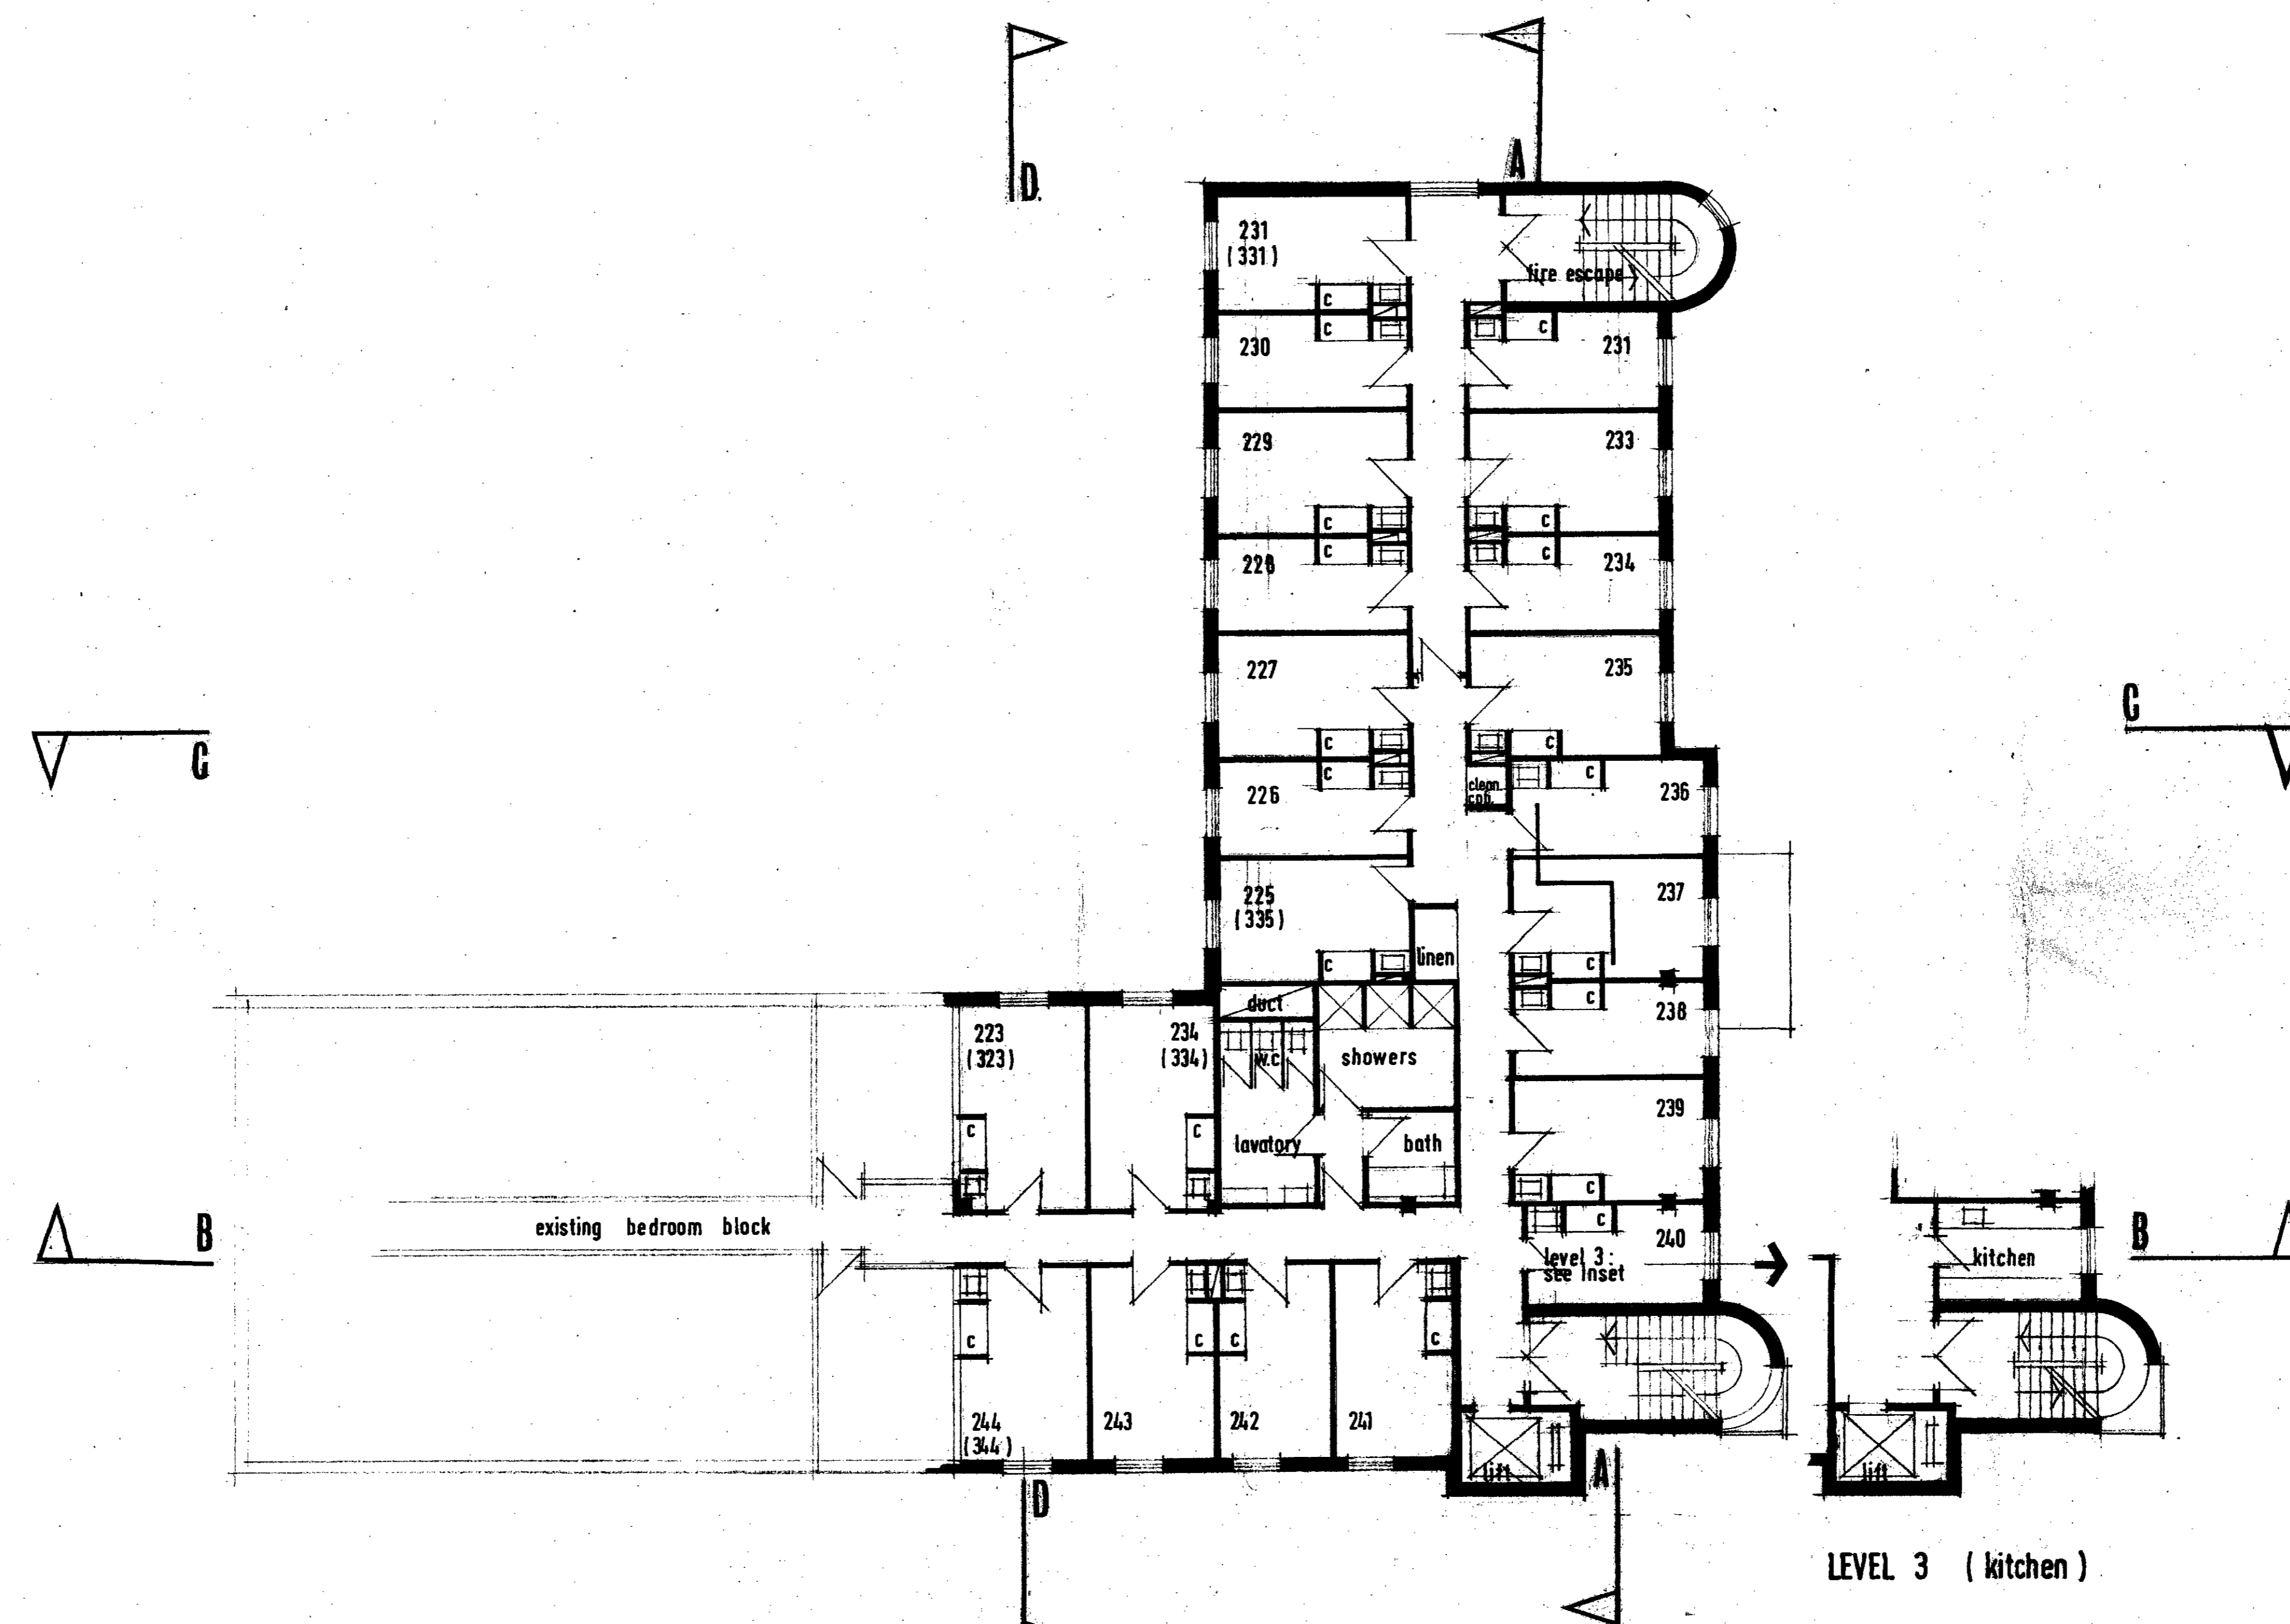 D
A
231
(331)
fire escape
C
C
C
230
231
229
233
C
C
C
C
228
234
227
235
C
C
C
C
C
C
C
clean
cpb.
236
226
237
225
(335)
linen
C
C
C
duct
238
223
(323)
234
(334)
w.c
showers
239
C
C
lavatory
bath
C
B
existing bedroom block
C
240
level 3:
see Inset
kitchen
B
C
C
C
C
244
(344)
243
242
241
lift
lift
D
A
LEVEL 3 (kitchen)